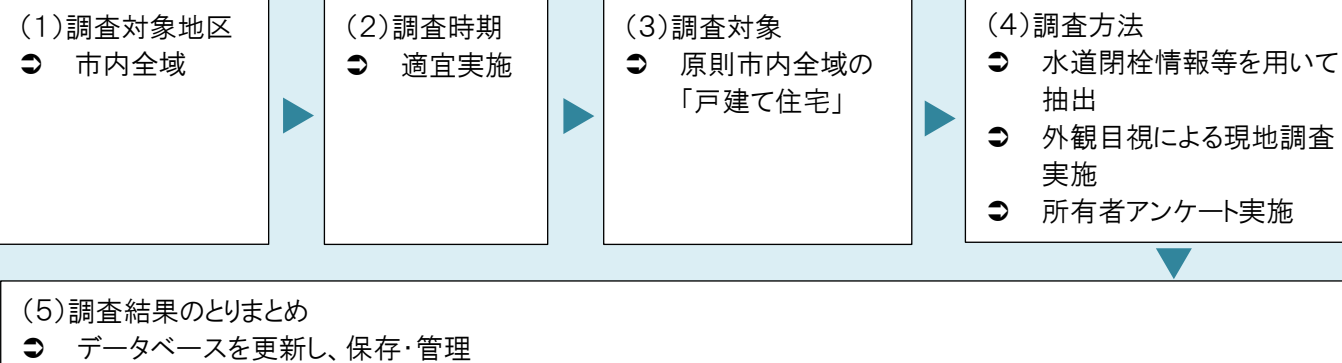 (1)調査対象地区
➲ 市内全域
(2)調査時期
➲ 適宜実施
(3)調査対象
➲ 原則市内全域の
「戸建て住宅」
(4)調査方法
➲ 水道閉栓情報等を用いて
抽出
➲ 外観目視による現地調査
実施
➲ 所有者アンケート実施
(5)調査結果のとりまとめ
➲ データベースを更新し、保存・管理